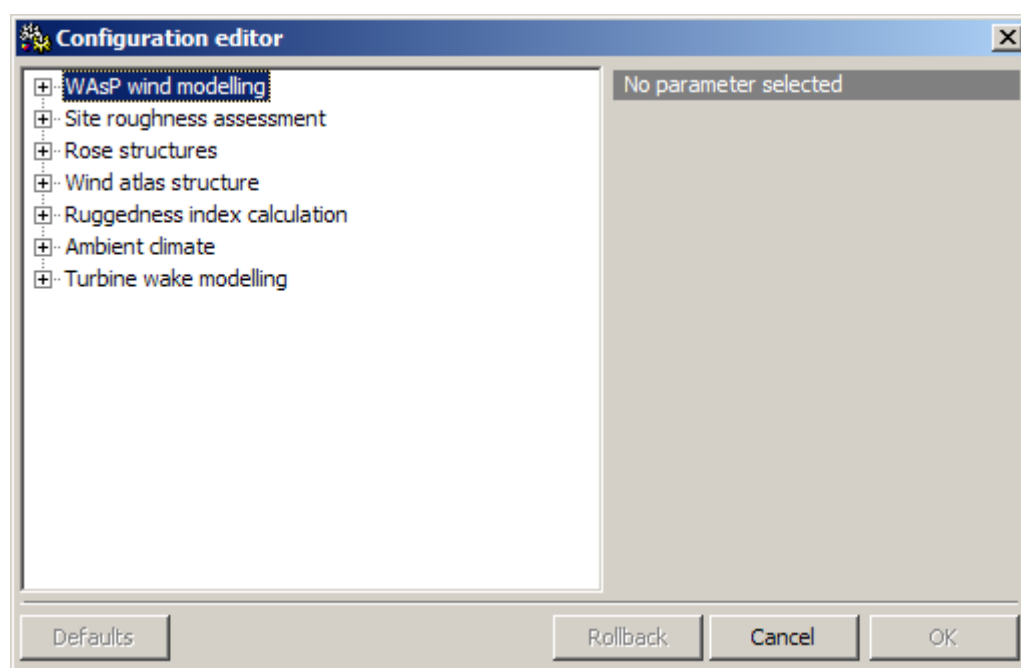 Configuration editor
WAsP wind modelling
No parameter selected
Site roughness assessment
Rose structures
Wind atlas structure
Ruggedness index calculation
Ambient climate
Turbine wake modelling
Defaults Rollback Cancel OK